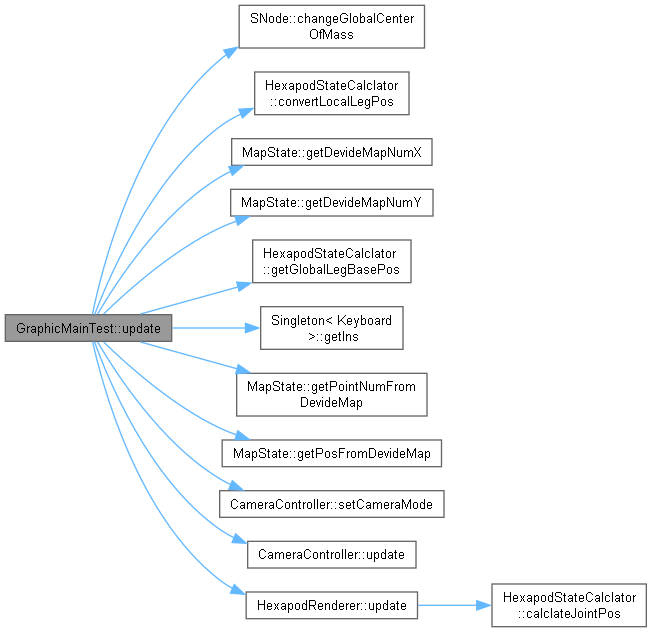 SNode::changeGlobalCenter
OfMass
HexapodStateCalclator
::convertLocalLegPos
MapState::getDevideMapNumX
MapState::getDevideMapNumY
HexapodStateCalclator
::getGlobalLegBasePos
GraphicMainTest::update
Singleton< Keyboard
>::getIns
MapState::getPointNumFrom
DevideMap
MapState::getPosFromDevideMap
CameraController::setCameraMode
CameraController::update
HexapodRenderer::update
HexapodStateCalclator
::calclateJointPos